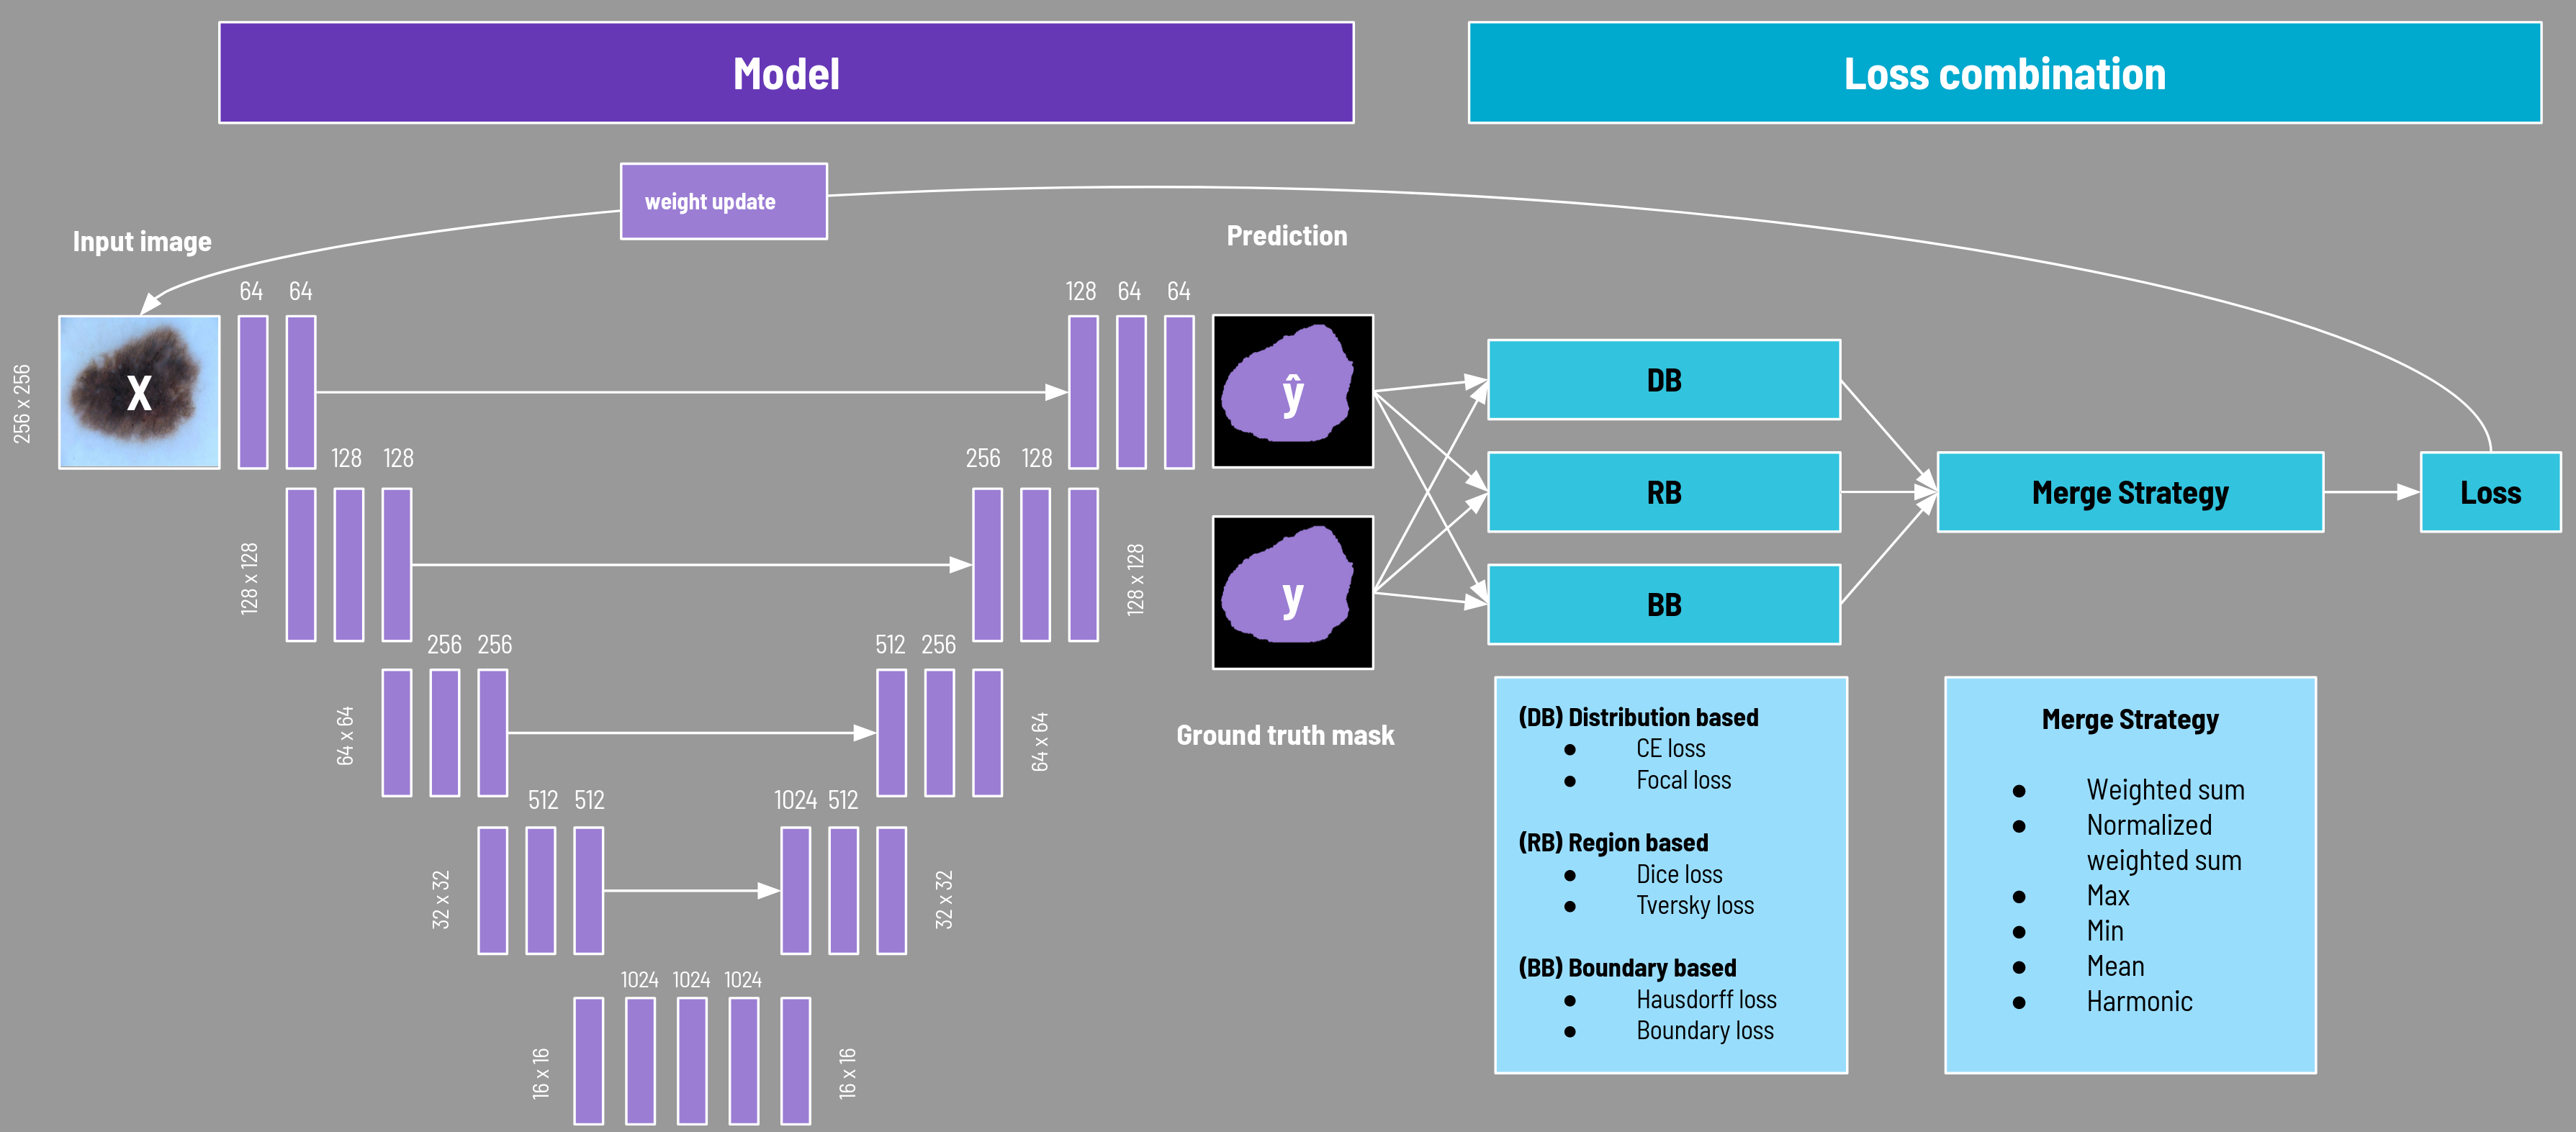 Model
Loss combination
weight update
Input image
Prediction
64 64
128 64 64
256 x 256
X
ŷ
DB
128 128
256 128
RB
Merge Strategy
Loss
128 x 128
128 x 128
y
BB
256 256
512 256
64 x 64
64 x 64
Ground truth mask
512 512
1024 512
32 x 32
32 x 32
1024 1024 1024
16 x 16
16 x 16
(DB) Distribution based
● CE loss
● Focal loss
(RB) Region based
● Dice loss
● Tversky loss
(BB) Boundary based
● Hausdorff loss
● Boundary loss
Merge Strategy
● Weighted sum
● Normalized
weighted sum
● Max
● Min
● Mean
● Harmonic